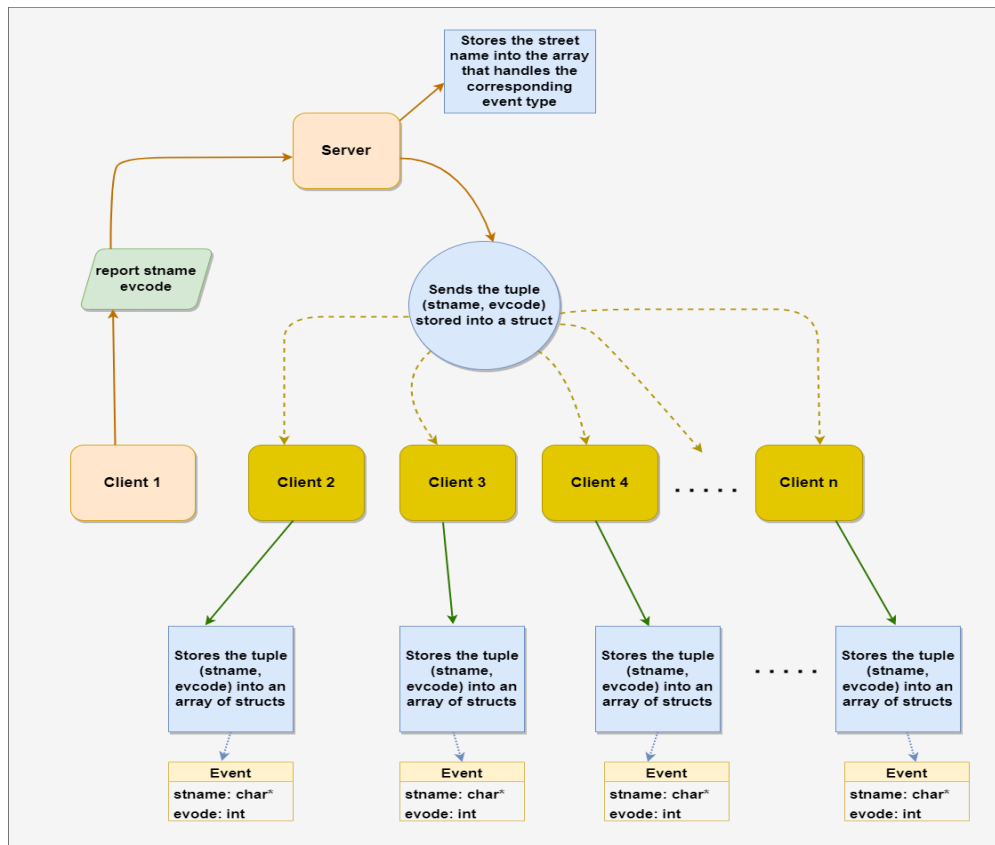 Stores the street
name into the array
that handles the
corresponding
event type
Server
report stname
evcode
Sends the tuple
(stname, evcode)
stored into a struct
Client 1
Client 2
Client 3
Client 4
. . . . .
Client n
Stores the tuple
(stname,
evcode) into an
array of structs
Stores the tuple
(stname,
evcode) into an
array of structs
Stores the tuple
(stname,
evcode) into an
array of structs
. . . . .
Stores the tuple
(stname,
evcode) into an
array of structs
Event
stname: char*
evode: int
Event
stname: char*
evode: int
Event
stname: char*
evode: int
Event
stname: char*
evode: int